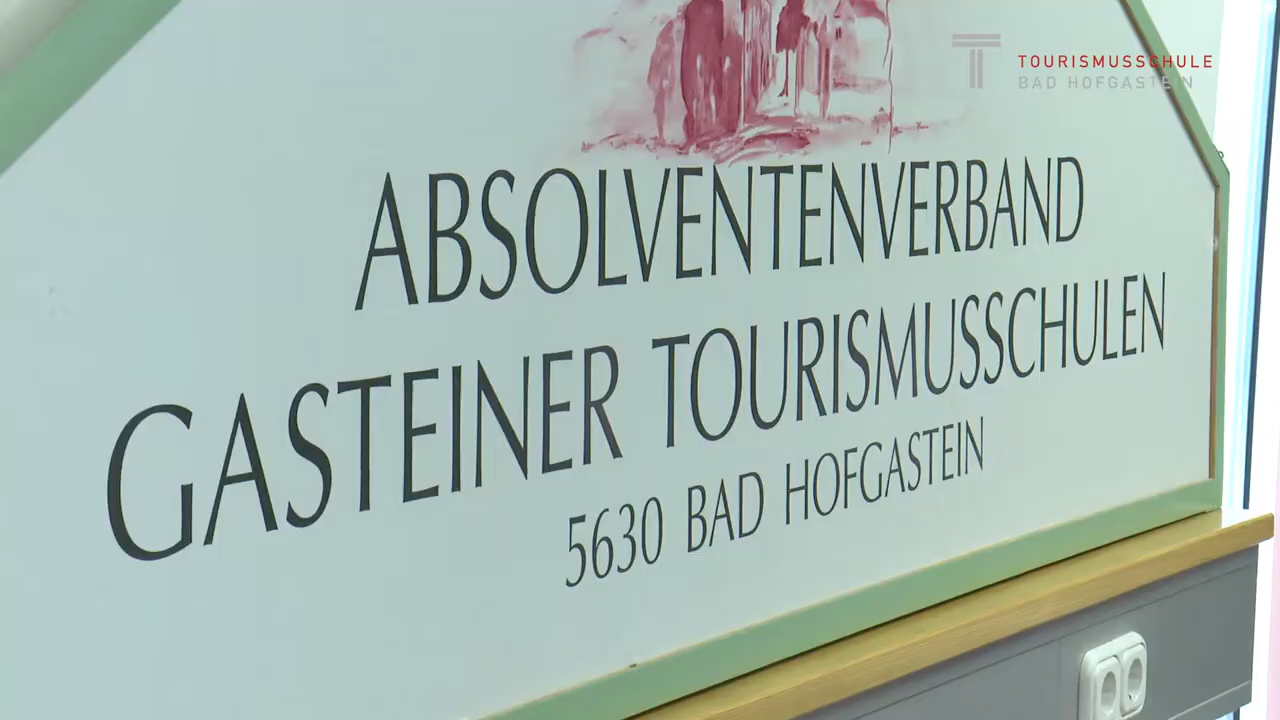 TOURISMUSSCHULE
BAD HOFGASTEIN
ABSOLVENTENVERBAND
GASTEINER TOURISMUSSCHULEN
5630 BAD HOFGASTEIN